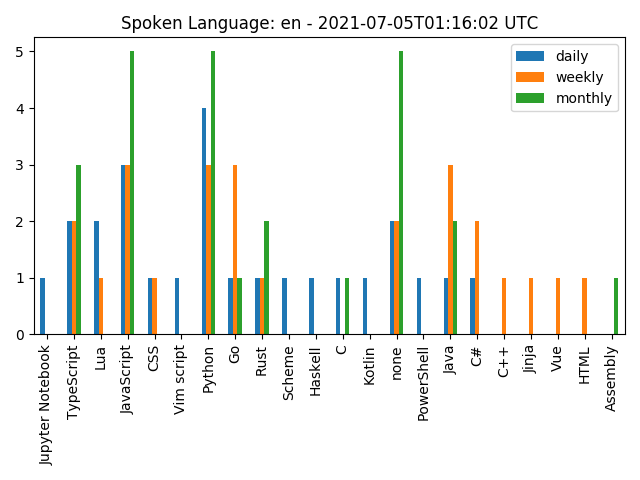 Spoken Language: en - 2021-07-05T01:16:02 UTC
daily
weekly
monthly
5
4
3
2
1
0
Jupyter Notebook
TypeScript
Lua
JavaScript
CSS
Vim script
Python
Go
Rust
Scheme
Haskell
C
Kotlin
none
PowerShell
Java
C#
C++
Jinja
Vue
HTML
Assembly